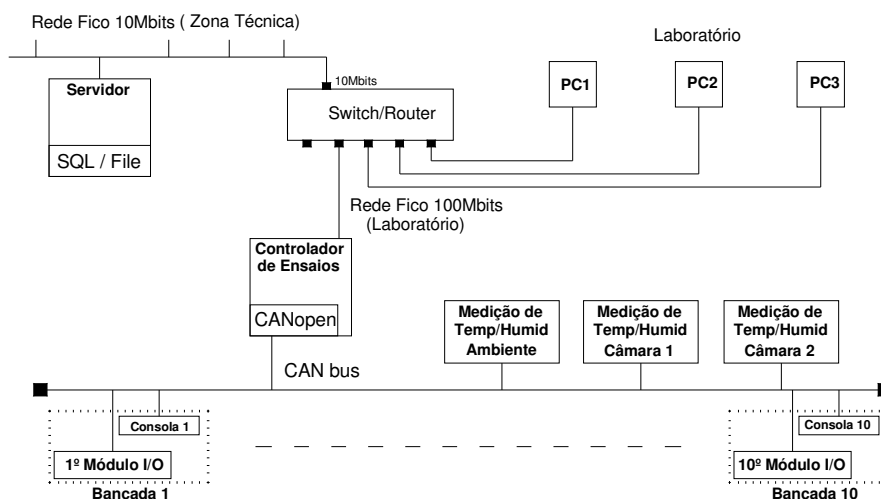 Rede Fico 10Mbits ( Zona Técnica)
Servidor
SQL / File
10Mbits
Switch/Router
Laboratório
PC1
PC2
PC3
Rede Fico 100Mbits
(Laboratório)
Controlador
de Ensaios
CANopen
CAN bus
Medição de
Temp/Humid
Ambiente
Medição de
Temp/Humid
Câmara 1
Medição de
Temp/Humid
Câmara 2
Consola 1
1º Módulo I/O
Bancada 1
Consola 10
10º Módulo I/O
Bancada 10